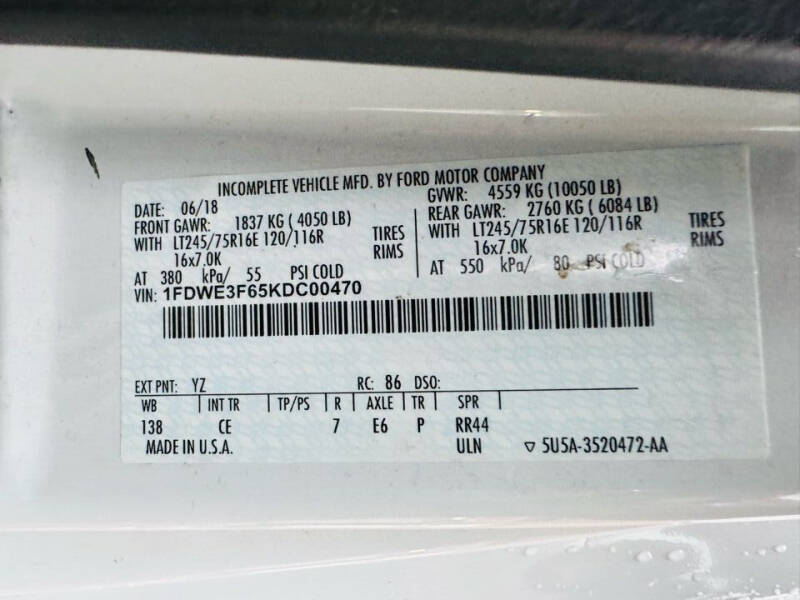 INCOMPLETE VEHICLE MFD. BY FORD MOTOR COMPANY
DATE: 06/18 GVWR: 4559 KG (10050 LB)
FRONT GAWR: 1837 KG ( 4050 LB) REAR GAWR: 2760 KG ( 6084 LB)
WITH LT245/75R16E 120/116R TIRES WITH LT245/75R16E 120/116R TIRES
16x7.0K RIMS 16x7.0K RIMS
AT 380 kPa/ 55 PSI COLD AT 550 kPa/ 80 PSI COLD
VIN: 1FDWE3F65KDC00470
EXT PNT: YZ RC: 86 DSO:
WB INT TR TP/PS R AXLE TR SPR
138 CE 7 E6 P RR44
MADE IN U.S.A. ULN ▽ 5U5A-3520472-AA